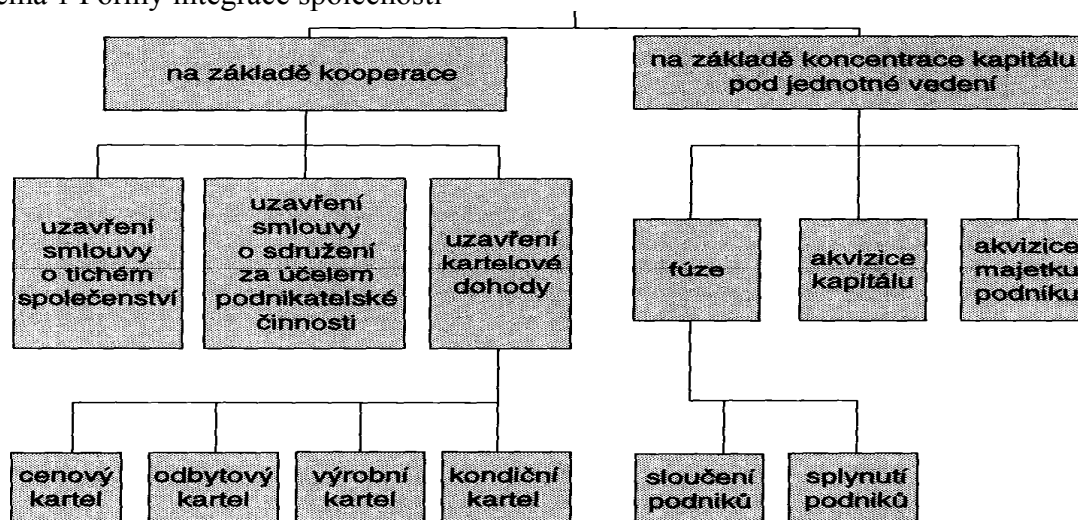 Formy integrace společností
na základě kooperace
na základě koncentrace kapitálu
pod jednotné vedení
uzavření
smlouvy
o tichém
společenství
uzavření
smlouvy
o sdružení
za účelem
podnikatelské
činnosti
uzavření
kartelové
dohody
fúze
akvizice
kapitálu
akvizice
majetku
podniku
cenový
kartel
odbytový
kartel
výrobní
kartel
kondiční
kartel
sloučení
podniků
splynutí
podniků